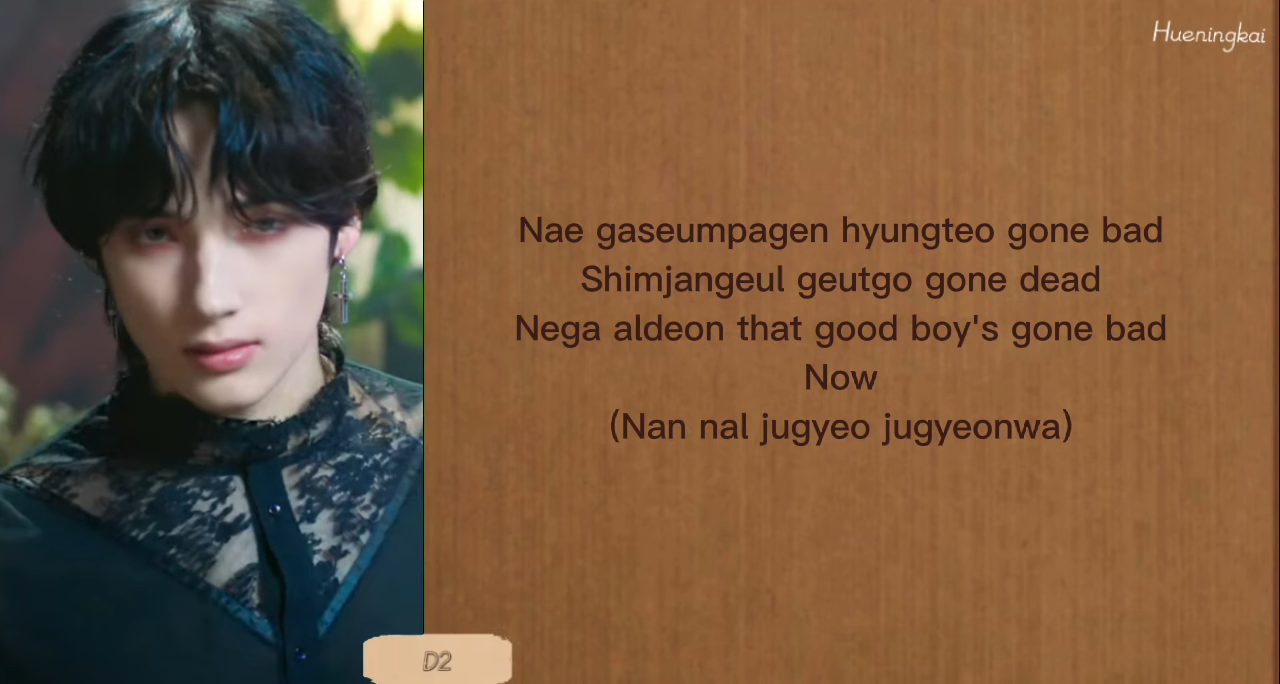 Hueningkai
Nae gaseumpagen hyungteo gone bad
Shimjangeul geutgo gone dead
Nega aldeon that good boy's gone bad
Now
(Nan nal jugyeo jugyeonwa)
D2